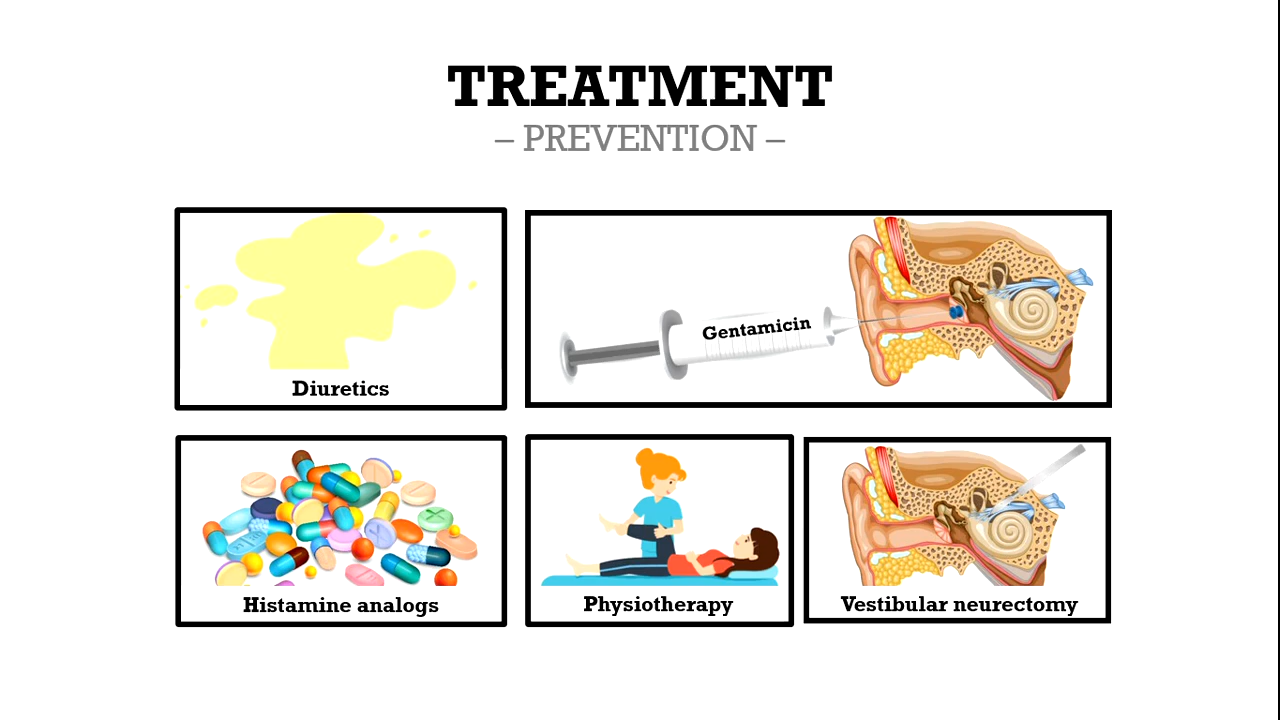 TREATMENT
– PREVENTION –
Diuretics
Gentamicin
Histamine analogs
Physiotherapy
Vestibular neurectomy